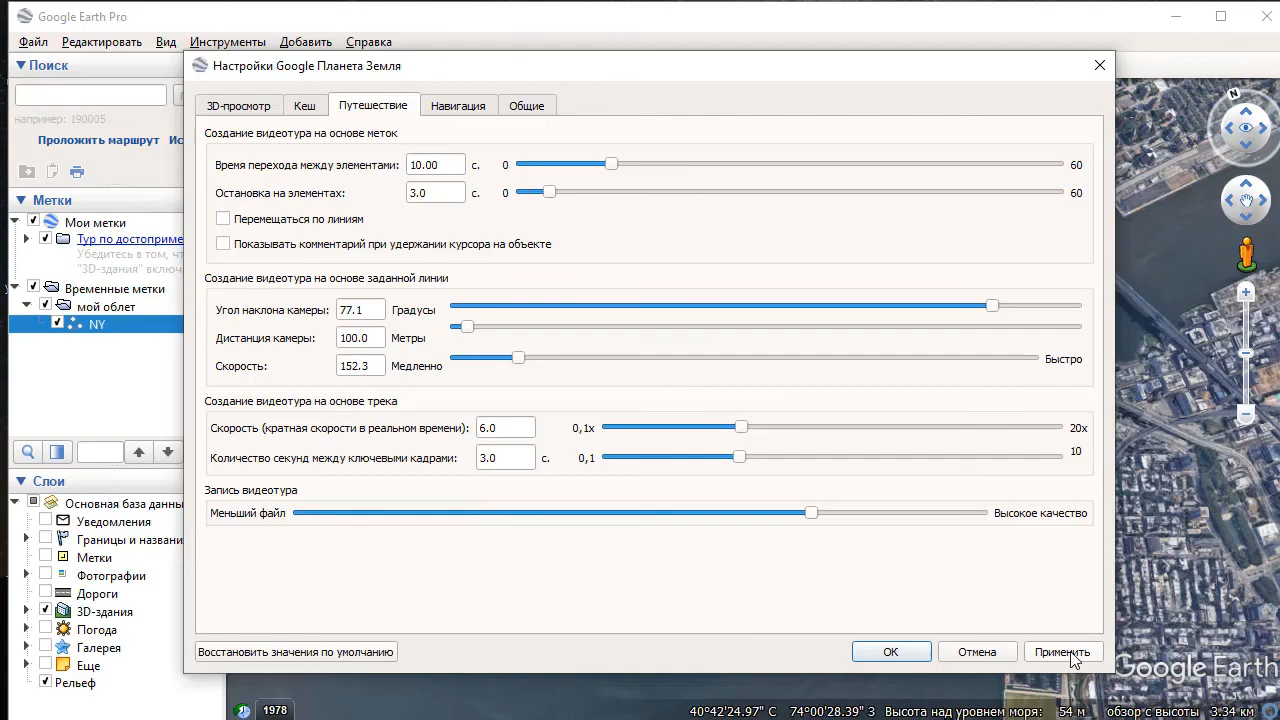 Google Earth Pro
Файл Редактировать Вид Инструменты Добавить Справка
Поиск
например: 190005
Проложить маршрут Ис
Метки
Мои метки
Тур по достоприме
Убедитесь в том, чт
"3D-здания" включ
Временные метки
мой облет
NY
Слои
Основная база данны
Уведомления
Границы и названи
Метки
Фотографии
Дороги
3D-здания
Погода
Галерея
Еще
Рельеф
Настройки Google Планета Земля
3D-просмотр Кеш Путешествие Навигация Общие
Создание видеотура на основе меток
Время перехода между элементами: 10.00 с. 0 60
Остановка на элементах: 3.0 с. 0 60
Перемещаться по линиям
Показывать комментарий при удержании курсора на объекте
Создание видеотура на основе заданной линии
Угол наклона камеры: 77.1 Градусы
Дистанция камеры: 100.0 Метры
Скорость: 152.3 Медленно Быстро
Создание видеотура на основе трека
Скорость (кратная скорости в реальном времени): 6.0 0,1x 20x
Количество секунд между ключевыми кадрами: 3.0 с. 0,1 10
Запись видеотура
Меньший файл Высокое качество
Восстановить значения по умолчанию OK Отмена Применить
N
Google Earth
1978 40°42'24.97" С 74°00'28.39" З Высота над уровнем моря: 54 м обзор с высоты 3.34 км